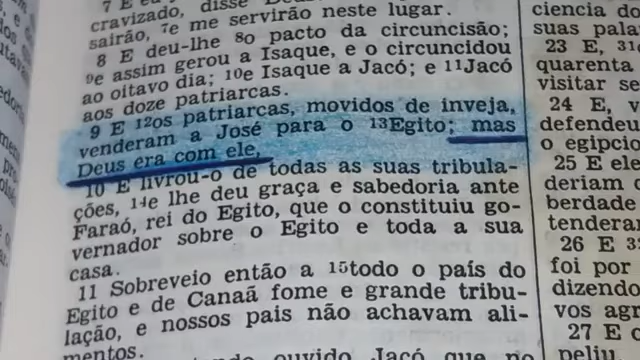 7 E
cravizado, disse
sairão, 7e me servirão neste lugar.
8 E deu-lhe 8o pacto da circuncisão;
9e assim gerou a Isaque, e o circuncidou
ao oitavo dia; 10e Isaque a Jacó; e 11Jacó
aos doze patriarcas.
9 E 12os patriarcas, movidos de inveja,
venderam a José para o 13Egito; mas
Deus era com ele,
10 E livrou-o de todas as suas tribula-
ções, 14e lhe deu graça e sabedoria ante
Faraó, rei do Egito, que o constituiu go-
vernador sobre o Egito e toda a sua
casa.
11 Sobreveio então a 15todo o país do
Egito e de Canaã fome e grande tribu-
lação, e nossos pais não achavam ali-
mentos.
ouvido Jacó que no
ciencia do
suas pala
23 E, 31
quarenta
visitar se
24 E, v
defendeu
o egipcio
25 E ele
deriam
berdade
tenderar
26 E 3
foi por
dizendo
vos agr
27 E o
peliu